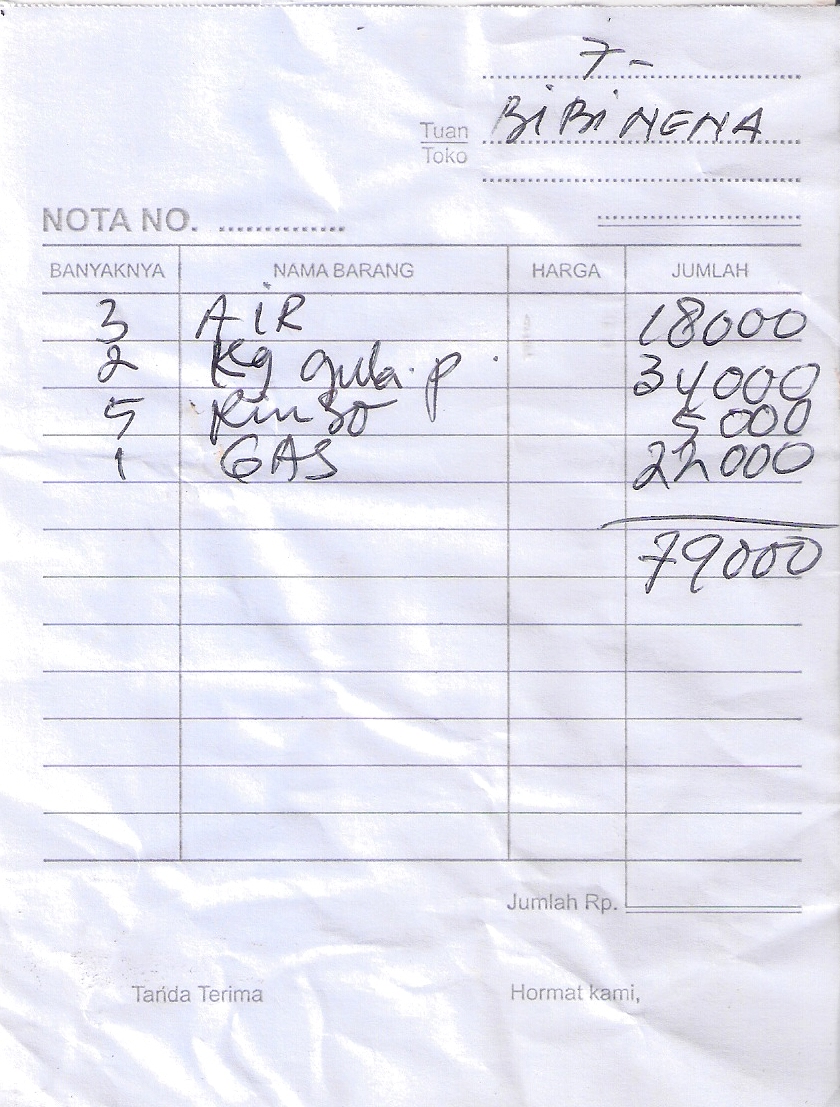 7-
Tuan BiBi NENA
Toko
NOTA NO. ....................
BANYAKNYA NAMA BARANG HARGA JUMLAH
3 AIR 18000
2 Kg gula p. 34000
5 Rinso 5000
1 GAS 22000
79000
Jumlah Rp.
Tanda Terima Hormat kami,